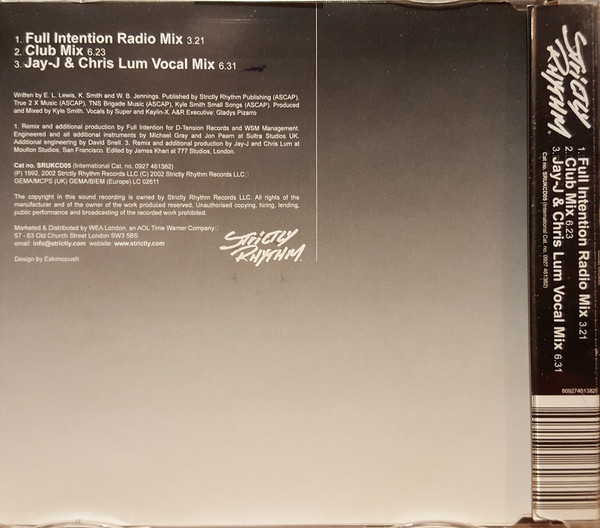 1. Full Intention Radio Mix 3.21
2. Club Mix 6.23
3. Jay-J & Chris Lum Vocal Mix 6.31
Written by E. L. Lewis, K. Smith and W. B. Jennings. Published by Strictly Rhythm Publishing (ASCAP),
True 2 X Music (ASCAP), TNS Brigade Music (ASCAP), Kyle Smith Small Songs (ASCAP). Produced
and Mixed by Kyle Smith. Vocals by Super and Kaylin-X. A&R Executive: Gladys Pizarro
1. Remix and additional production by Full Intention for D-Tension Records and WSM Management.
Engineered and all additional instruments by Michael Gray and Jon Pearn at Sultra Studios UK.
Additional engineering by David Snell. 3. Remix and additional production by Jay-J and Chris Lum at
Moulton Studios, San Francisco. Edited by James Khari at 777 Studios, London.
Cat no. SRUKCD05 (International Cat. no. 0927 461382)
(P) 1992, 2002 Strictly Rhythm Records LLC (C) 2002 Strictly Rhythm Records LLC
GEMA/MCPS (UK) GEMA/BIEM (Europe) LC 02611
The copyright in this sound recording is owned by Strictly Rhythm Records LLC. All rights of the
manufacturer and of the owner of the work produced reserved. Unauthorised copying, hiring, lending,
public performance and broadcasting of the recorded work prohibited.
Marketed & Distributed by WEA London, an AOL Time Warner Company
57 - 63 Old Church Street London SW3 5BS
email info@strictly.com website www.strictly.com
STRICTLY
RHYTHM.
Design by Eskimopush
STRICTLY
RHYTHM.
1. Full Intention Radio Mix 3.21
2. Club Mix 6.23
3. Jay-J & Chris Lum Vocal Mix 6.31
Cat no. SRUKCD05 (International Cat. no. 0927 461382)
809274613820